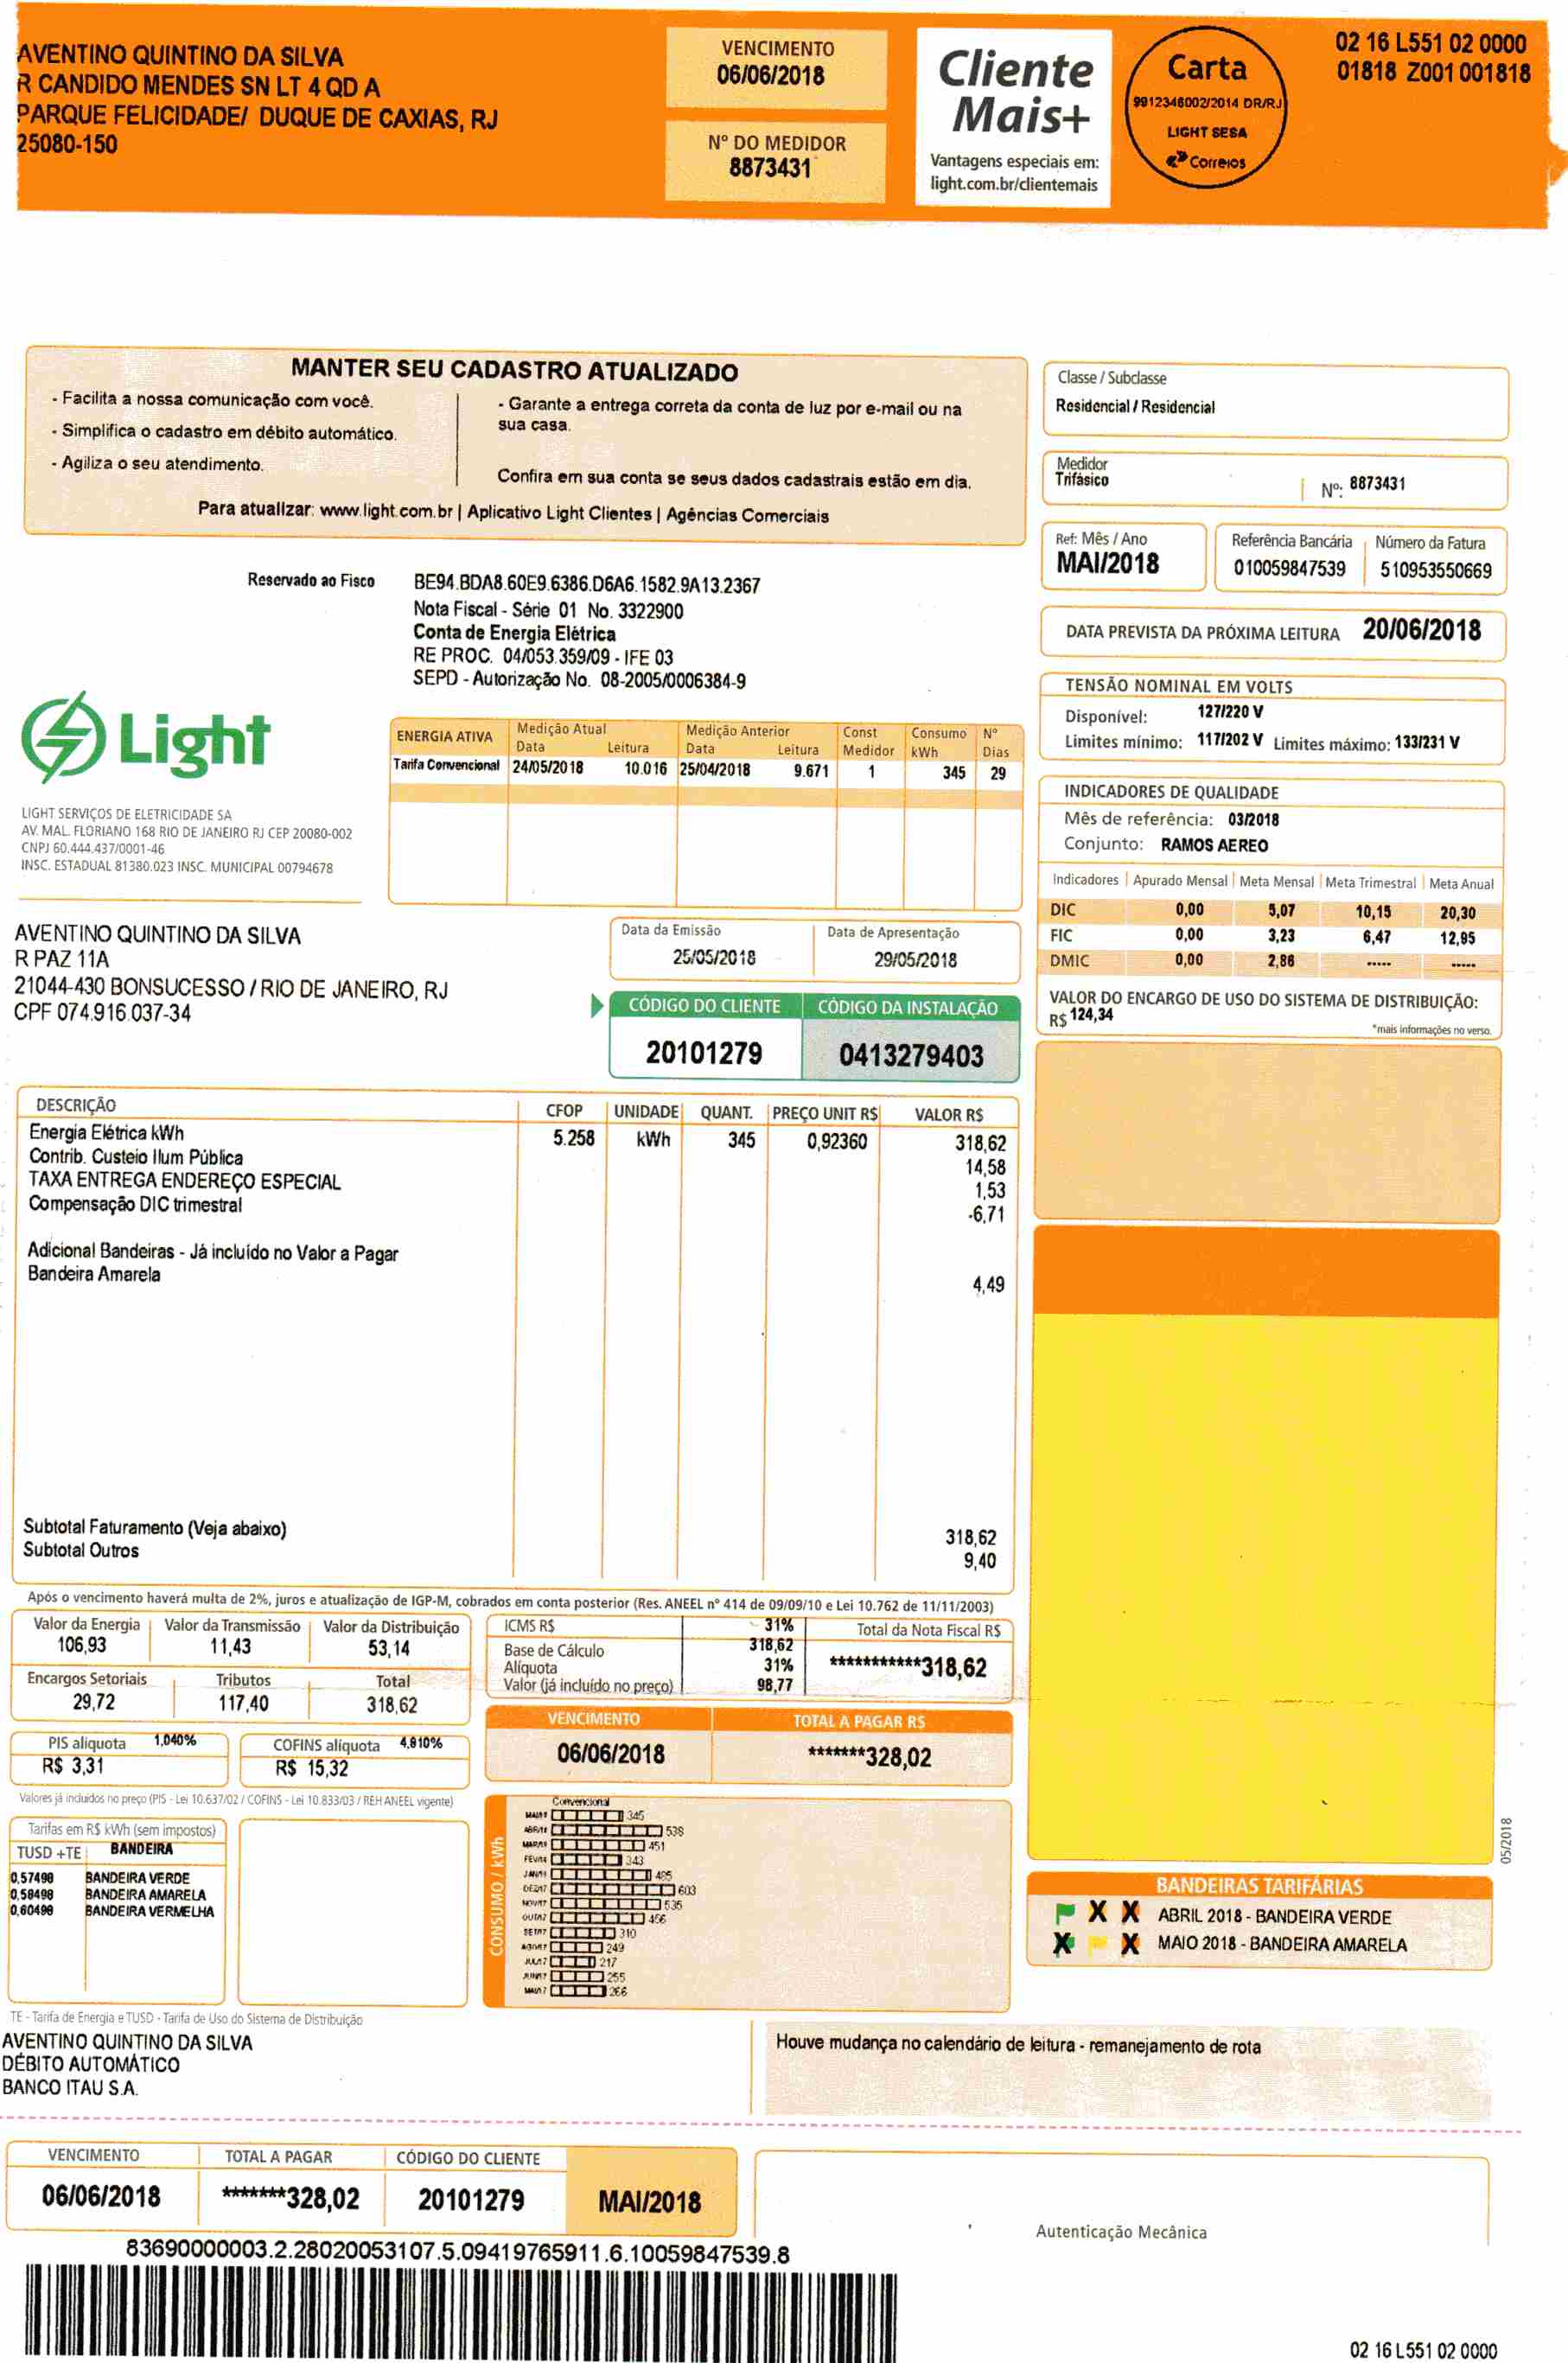 AVENTINO QUINTINO DA SILVA
R CANDIDO MENDES SN LT 4 QD A
PARQUE FELICIDADE/ DUQUE DE CAXIAS, RJ
25080-150
VENCIMENTO
06/06/2018
Nº DO MEDIDOR
8873431
Cliente
Mais+
Vantagens especiais em:
light.com.br/clientemais
Carta
9912346002/2014 DR/RJ
LIGHT SESA
Correios
02 16 L551 02 0000
01818 Z001 001818
MANTER SEU CADASTRO ATUALIZADO
- Facilita a nossa comunicação com você.
- Simplifica o cadastro em débito automático.
- Agiliza o seu atendimento.
- Garante a entrega correta da conta de luz por e-mail ou na
sua casa.
Confira em sua conta se seus dados cadastrais estão em dia.
Para atualizar: www.light.com.br | Aplicativo Light Clientes | Agências Comerciais
Classe / Subclasse
Residencial / Residencial
Medidor
Trifásico
Nº: 8873431
Ref: Mês / Ano
MAI/2018
Referência Bancária
010059847539
Número da Fatura
510953550669
DATA PREVISTA DA PRÓXIMA LEITURA 20/06/2018
Reservado ao Fisco
BE94.BDA8.60E9.6386.D6A6.1582.9A13.2367
Nota Fiscal - Série 01 No. 3322900
Conta de Energia Elétrica
RE PROC. 04/053.359/09 - IFE 03
SEPD - Autorização No. 08-2005/0006384-9
TENSÃO NOMINAL EM VOLTS
Disponível: 127/220 V
Limites mínimo: 117/202 V Limites máximo: 133/231 V
Light
LIGHT SERVIÇOS DE ELETRICIDADE SA
AV. MAL. FLORIANO 168 RIO DE JANEIRO RJ CEP 20080-002
CNPJ 60.444.437/0001-46
INSC. ESTADUAL 81380.023 INSC. MUNICIPAL 00794678
ENERGIA ATIVA Medição Atual Medição Anterior Const Consumo Nº
Data Leitura Data Leitura Medidor kWh Dias
Tarifa Convencional 24/05/2018 10.016 25/04/2018 9.671 1 345 29
INDICADORES DE QUALIDADE
Mês de referência: 03/2018
Conjunto: RAMOS AEREO
Indicadores Apurado Mensal Meta Mensal Meta Trimestral Meta Anual
DIC 0,00 5,07 10,15 20,30
FIC 0,00 3,23 6,47 12,95
DMIC 0,00 2,86 ..... .....
VALOR DO ENCARGO DE USO DO SISTEMA DE DISTRIBUIÇÃO:
R$ 124,34
*mais informações no verso.
AVENTINO QUINTINO DA SILVA
R PAZ 11A
21044-430 BONSUCESSO / RIO DE JANEIRO, RJ
CPF 074.916.037-34
Data da Emissão
25/05/2018
Data de Apresentação
29/05/2018
CÓDIGO DO CLIENTE
20101279
CÓDIGO DA INSTALAÇÃO
0413279403
DESCRIÇÃO CFOP UNIDADE QUANT. PREÇO UNIT R$ VALOR R$
Energia Elétrica kWh 5.258 kWh 345 0,92360 318,62
Contrib. Custeio Ilum Pública 14,58
TAXA ENTREGA ENDEREÇO ESPECIAL 1,53
Compensação DIC trimestral -6,71
Adicional Bandeiras - Já incluído no Valor a Pagar
Bandeira Amarela 4,49
Subtotal Faturamento (Veja abaixo) 318,62
Subtotal Outros 9,40
Após o vencimento haverá multa de 2%, juros e atualização de IGP-M, cobrados em conta posterior (Res. ANEEL nº 414 de 09/09/10 e Lei 10.762 de 11/11/2003)
Valor da Energia Valor da Transmissão Valor da Distribuição
106,93 11,43 53,14
Encargos Setoriais Tributos Total
29,72 117,40 318,62
ICMS R$ 31%
Base de Cálculo 318,62
Alíquota 31%
Valor (já incluído no preço) 98,77
Total da Nota Fiscal R$
***********318,62
VENCIMENTO
06/06/2018
TOTAL A PAGAR R$
*******328,02
PIS aliquota 1,040%
R$ 3,31
COFINS alíquota 4,810%
R$ 15,32
Valores já incluídos no preço (PIS - Lei 10.637/02 / COFINS - Lei 10.833/03 / REH ANEEL vigente)
Tarifas em R$ kWh (sem impostos)
TUSD +TE BANDEIRA
0,57498 BANDEIRA VERDE
0,58498 BANDEIRA AMARELA
0,60498 BANDEIRA VERMELHA
CONSUMO / kWh
Convencional
MAI/18 345
ABR/18 538
MAR/18 451
FEV/18 343
JAN/18 485
DEZ/17 603
NOV/17 535
OUT/17 456
SET/17 310
AGO/17 249
JUL/17 217
JUN/17 255
MAI/17 266
05/2018
BANDEIRAS TARIFÁRIAS
X X ABRIL 2018 - BANDEIRA VERDE
X X MAIO 2018 - BANDEIRA AMARELA
TE - Tarifa de Energia e TUSD - Tarifa de Uso do Sistema de Distribuição
AVENTINO QUINTINO DA SILVA
DÉBITO AUTOMÁTICO
BANCO ITAU S.A.
Houve mudança no calendário de leitura - remanejamento de rota
VENCIMENTO
06/06/2018
TOTAL A PAGAR
*******328,02
CÓDIGO DO CLIENTE
20101279
MAI/2018
Autenticação Mecânica
83690000003.2.28020053107.5.09419765911.6.10059847539.8
02 16 L551 02 0000